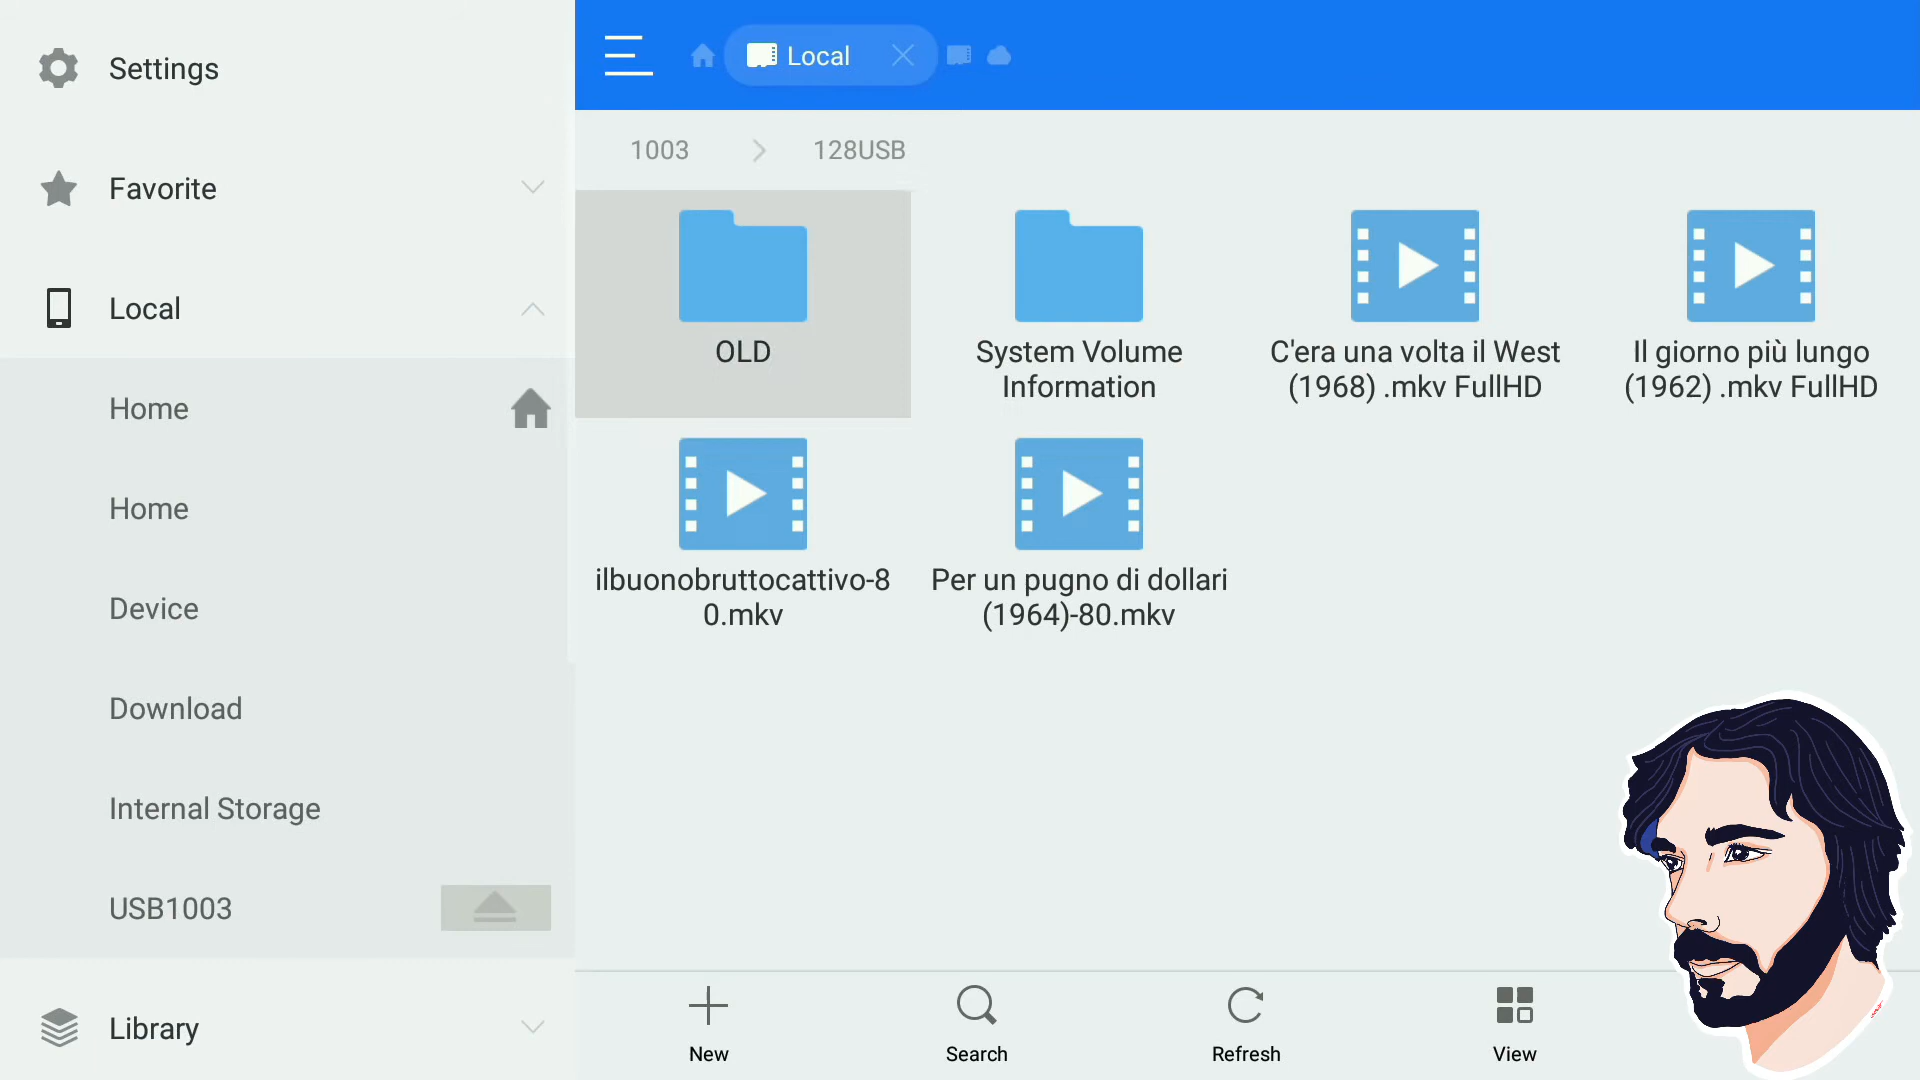 Settings
Favorite
Local
Home
Home
Device
Download
Internal Storage
USB1003
Library
Local
1003
128USB
OLD
System Volume
Information
C'era una volta il West
(1968) .mkv FullHD
Il giorno più lungo
(1962) .mkv FullHD
ilbuonobruttocattivo-8
0.mkv
Per un pugno di dollari
(1964)-80.mkv
New
Search
Refresh
View